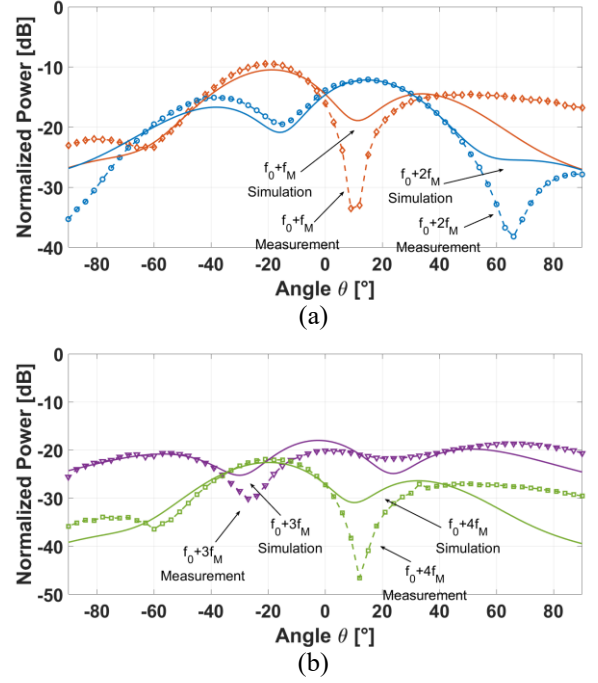 0
-10
-20
-30
-40
Normalized Power [dB]
f0+fM
Simulation
f0+fM
Measurement
f0+2fM
Simulation
f0+2fM
Measurement
-80 -60 -40 -20 0 20 40 60 80
Angle θ [°]
(a)
0
-10
-20
-30
-40
-50
Normalized Power [dB]
f0+3fM
Simulation
f0+3fM
Measurement
f0+4fM
Simulation
f0+4fM
Measurement
-80 -60 -40 -20 0 20 40 60 80
Angle θ [°]
(b)